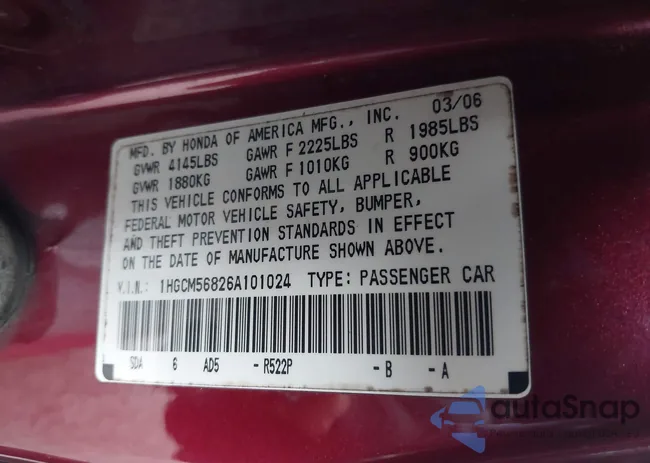 03/06
MFD. BY HONDA OF AMERICA MFG., INC.
GVWR 4145LBS GAWR F 2225LBS R 1985LBS
GVWR 1880KG GAWR F 1010KG R 900KG
THIS VEHICLE CONFORMS TO ALL APPLICABLE
FEDERAL MOTOR VEHICLE SAFETY, BUMPER,
AND THEFT PREVENTION STANDARDS IN EFFECT
ON THE DATE OF MANUFACTURE SHOWN ABOVE.
V.I.N.: 1HGCM56826A101024 TYPE: PASSENGER CAR
SDA 6 AD5 - R522P - B - A
autaSnap